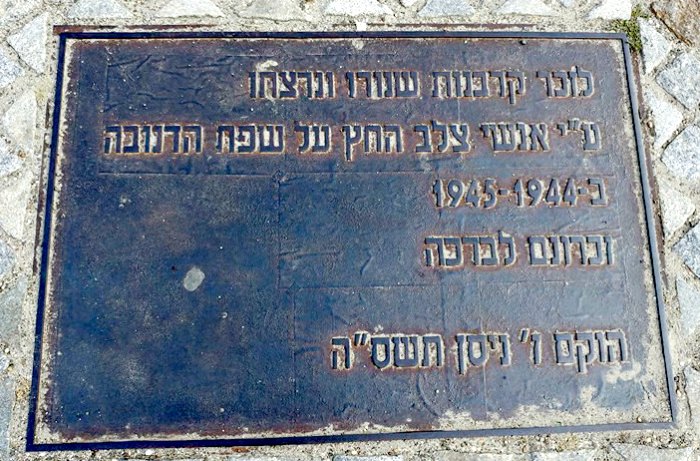 לזכר קרבנות שנורו ונרצחו
ע"י אנשי צלב החץ על שפת הדנובה
ב-1944-1945
זכרונם לברכה
הוקם ו' ניסן תשס"ה